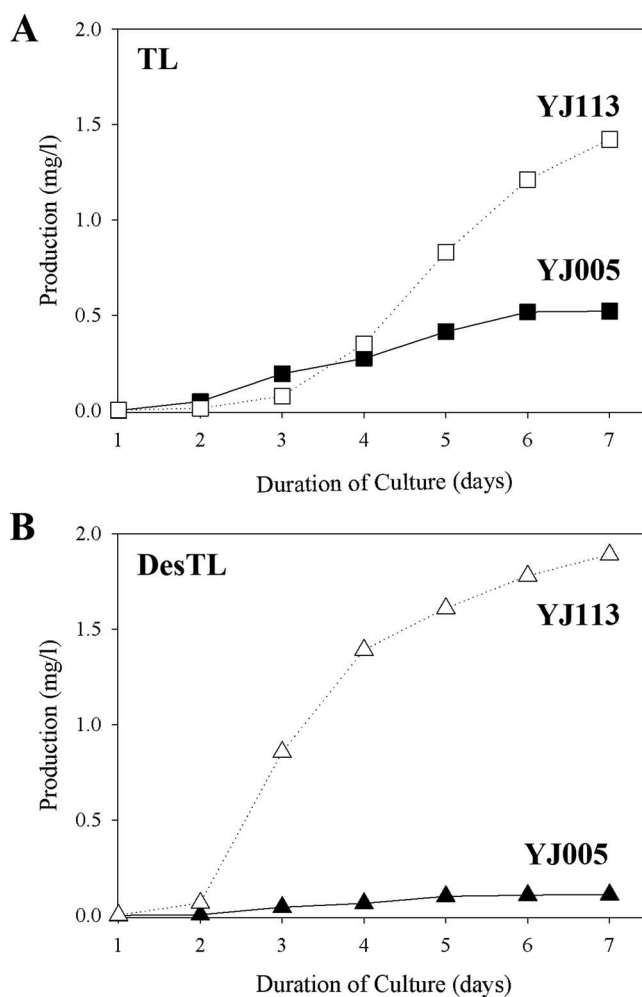 A
TL
2.0
1.5
1.0
0.5
0.0
Production (mg/l)
YJ113
YJ005
1 2 3 4 5 6 7
Duration of Culture (days)
B
DesTL
2.0
1.5
1.0
0.5
0.0
Production (mg/l)
YJ113
YJ005
1 2 3 4 5 6 7
Duration of Culture (days)